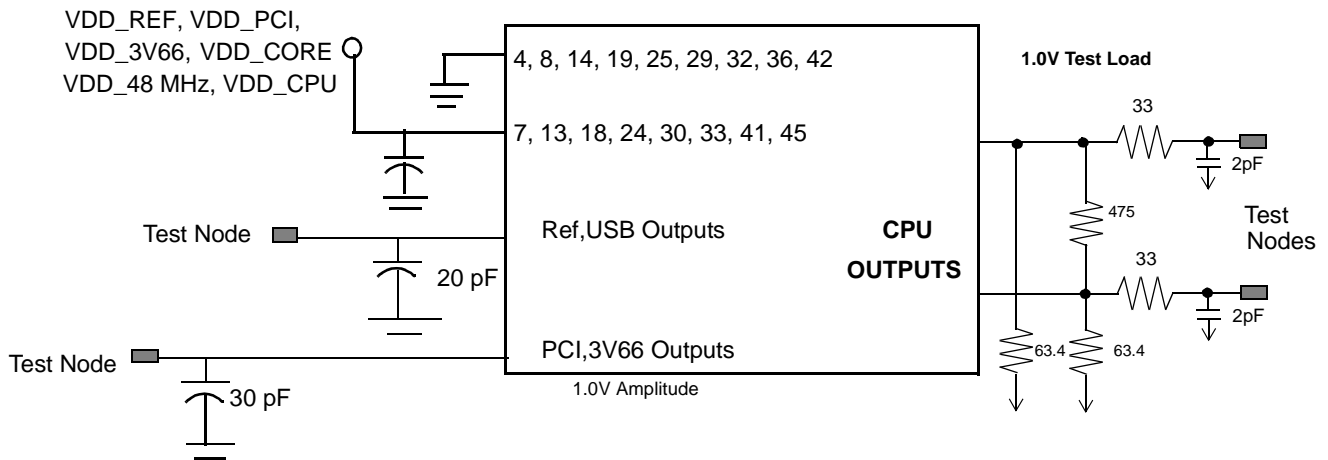 VDD_REF, VDD_PCI,
VDD_3V66, VDD_CORE
VDD_48 MHz, VDD_CPU
4, 8, 14, 19, 25, 29, 32, 36, 42
7, 13, 18, 24, 30, 33, 41, 45
Test Node
20 pF
Ref,USB Outputs
Test Node
30 pF
PCI,3V66 Outputs
1.0V Amplitude
CPU
OUTPUTS
1.0V Test Load
33
2pF
475
Test
Nodes
33
2pF
63.4
63.4